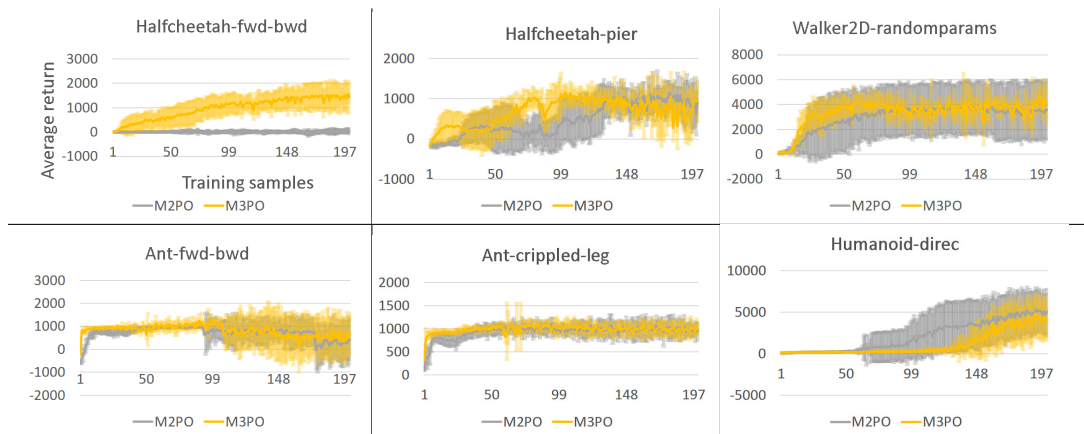 Halfcheetah-fwd-bwd
3000
2000
1000
0
-1000
1 50 99 148 197
Average return
Training samples
M2PO M3PO
Halfcheetah-pier
2000
1000
0
-1000
1 50 99 148 197
M2PO M3PO
Walker2D-randomparams
8000
6000
4000
2000
0
-2000
1 50 99 148 197
M2PO M3PO
Ant-fwd-bwd
3000
2000
1000
0
-1000
-2000
1 50 99 148 197
M2PO M3PO
Ant-crippled-leg
2000
1500
1000
500
0
1 50 99 148 197
M2PO M3PO
Humanoid-direc
10000
5000
0
-5000
1 50 99 148 197
M2PO M3PO